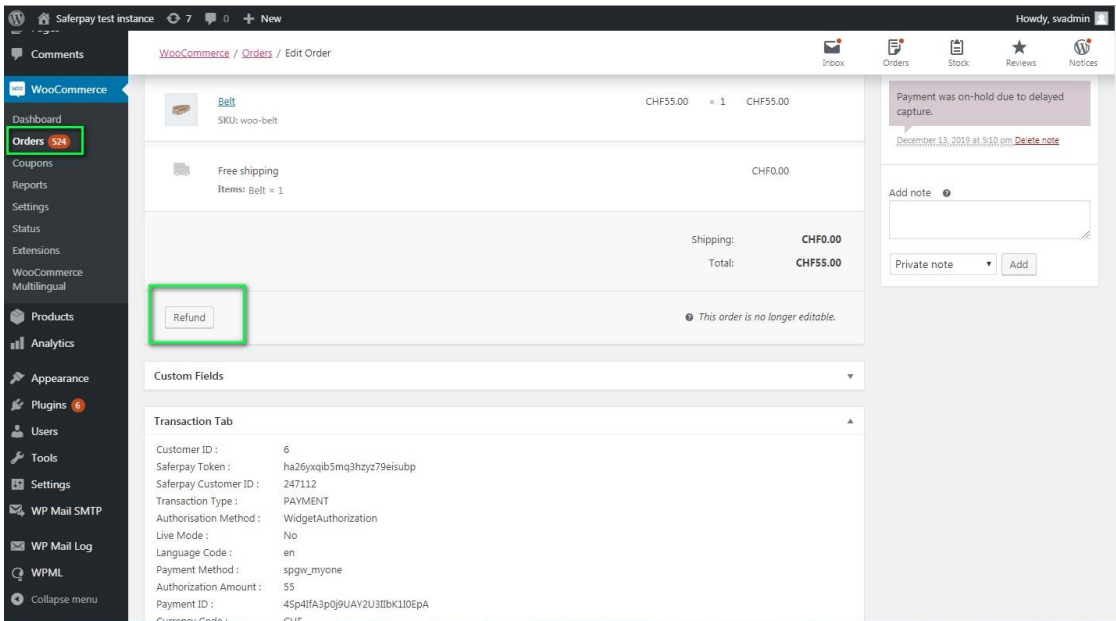 Saferpay test instance 7 0 + New Howdy, svadmin
Comments
WooCommerce
Dashboard
Orders 524
Coupons
Reports
Settings
Status
Extensions
WooCommerce
Multilingual
Products
Analytics
Appearance
Plugins 6
Users
Tools
Settings
WP Mail SMTP
WP Mail Log
WPML
Collapse menu
WooCommerce / Orders / Edit Order
Inbox
Orders
Stock
Reviews
Notices
Belt CHF55.00 × 1 CHF55.00
SKU: woo-belt
Free shipping CHF0.00
Items: Belt × 1
Shipping: CHF0.00
Total: CHF55.00
Refund
This order is no longer editable.
Custom Fields
Transaction Tab
Customer ID : 6
Saferpay Token : ha26yxqib5mq3hzyz79eisubp
Saferpay Customer ID : 247112
Transaction Type : PAYMENT
Authorisation Method : WidgetAuthorization
Live Mode : No
Language Code : en
Payment Method : spgw_myone
Authorization Amount : 55
Payment ID : 4Sp4IfA3p0j9UAY2U3IIbK1I0EpA
Currency Code : CHF
Payment was on-hold due to delayed
capture.
December 13, 2019 at 5:10 pm Delete note
Add note
Private note Add